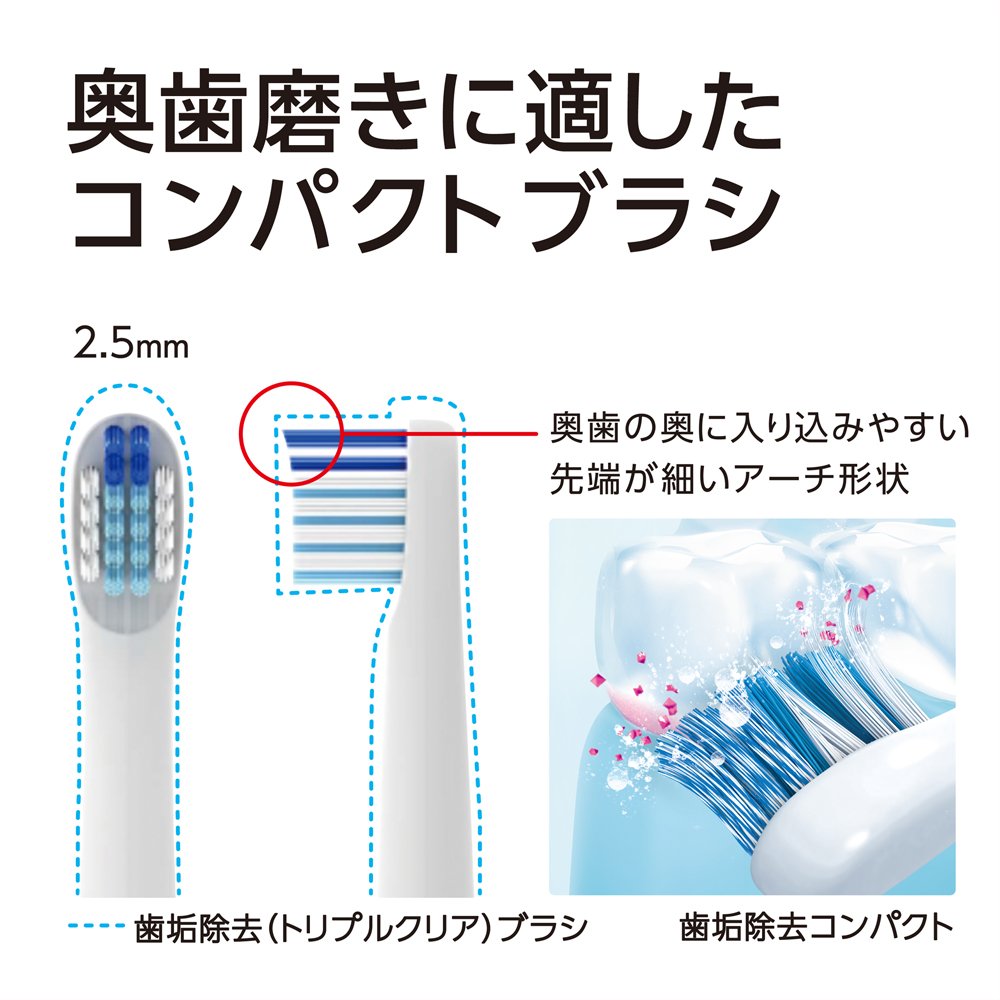 奥歯磨きに適した
コンパクトブラシ
2.5mm
奥歯の奥に入り込みやすい
先端が細いアーチ形状
歯垢除去(トリプルクリア)ブラシ
歯垢除去コンパクト